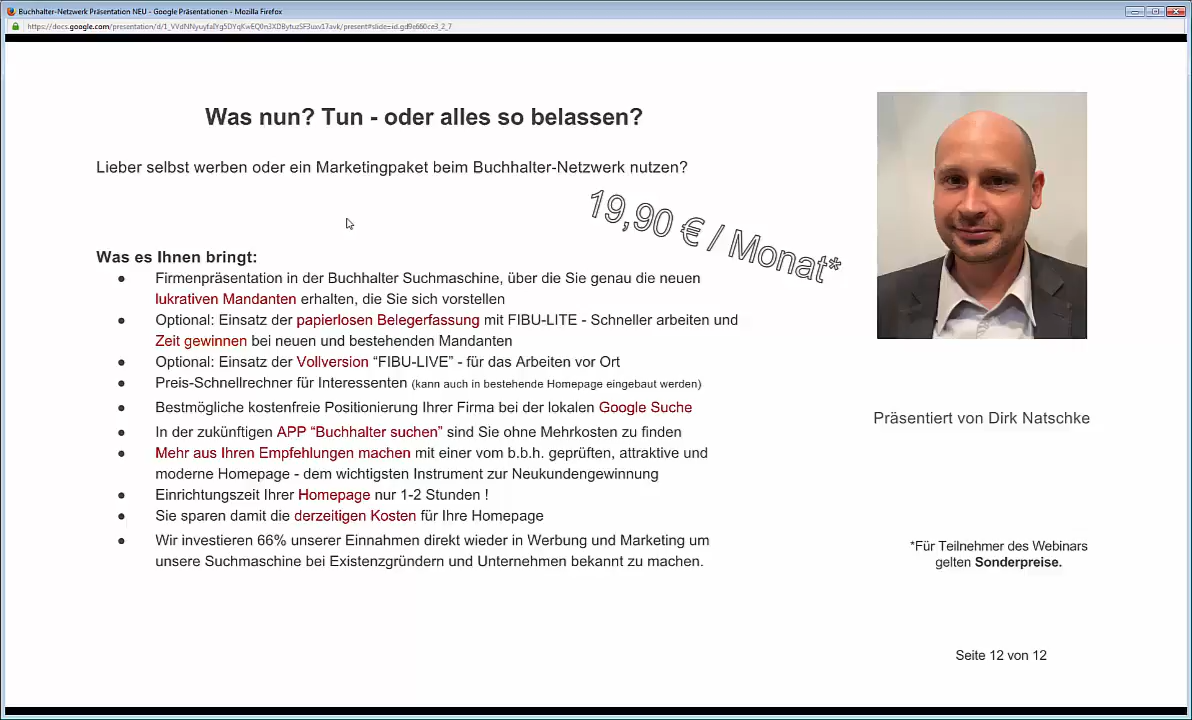 Buchhalter-Netzwerk Präsentation NEU - Google Präsentationen - Mozilla Firefox
Was nun? Tun - oder alles so belassen?
Lieber selbst werben oder ein Marketingpaket beim Buchhalter-Netzwerk nutzen?
19,90 € / Monat*
Was es Ihnen bringt:
● Firmenpräsentation in der Buchhalter Suchmaschine, über die Sie genau die neuen
lukrativen Mandanten erhalten, die Sie sich vorstellen
● Optional: Einsatz der papierlosen Belegerfassung mit FIBU-LITE - Schneller arbeiten und
Zeit gewinnen bei neuen und bestehenden Mandanten
● Optional: Einsatz der Vollversion “FIBU-LIVE” - für das Arbeiten vor Ort
● Preis-Schnellrechner für Interessenten (kann auch in bestehende Homepage eingebaut werden)
● Bestmögliche kostenfreie Positionierung Ihrer Firma bei der lokalen Google Suche
● In der zukünftigen APP “Buchhalter suchen” sind Sie ohne Mehrkosten zu finden
● Mehr aus Ihren Empfehlungen machen mit einer vom b.b.h. geprüften, attraktive und
moderne Homepage - dem wichtigsten Instrument zur Neukundengewinnung
● Einrichtungszeit Ihrer Homepage nur 1-2 Stunden !
● Sie sparen damit die derzeitigen Kosten für Ihre Homepage
● Wir investieren 66% unserer Einnahmen direkt wieder in Werbung und Marketing um
unsere Suchmaschine bei Existenzgründern und Unternehmen bekannt zu machen.
Präsentiert von Dirk Natschke
*Für Teilnehmer des Webinars
gelten Sonderpreise.
Seite 12 von 12